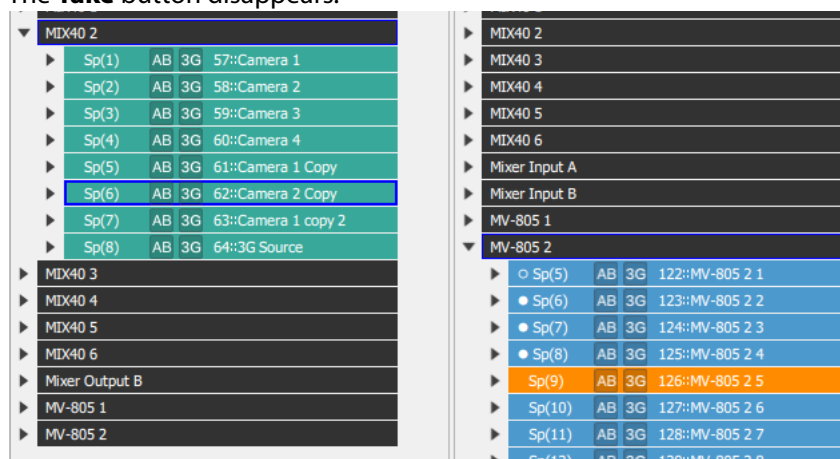 The Take button disappears.
MIX40 2
Sp(1) AB 3G 57::Camera 1
Sp(2) AB 3G 58::Camera 2
Sp(3) AB 3G 59::Camera 3
Sp(4) AB 3G 60::Camera 4
Sp(5) AB 3G 61::Camera 1 Copy
Sp(6) AB 3G 62::Camera 2 Copy
Sp(7) AB 3G 63::Camera 1 copy 2
Sp(8) AB 3G 64::3G Source
MIX40 3
MIX40 4
MIX40 5
MIX40 6
Mixer Output B
MV-805 1
MV-805 2
MIX40 2
MIX40 3
MIX40 4
MIX40 5
MIX40 6
Mixer Input A
Mixer Input B
MV-805 1
MV-805 2
Sp(5) AB 3G 122::MV-805 2 1
Sp(6) AB 3G 123::MV-805 2 2
Sp(7) AB 3G 124::MV-805 2 3
Sp(8) AB 3G 125::MV-805 2 4
Sp(9) AB 3G 126::MV-805 2 5
Sp(10) AB 3G 127::MV-805 2 6
Sp(11) AB 3G 128::MV-805 2 7